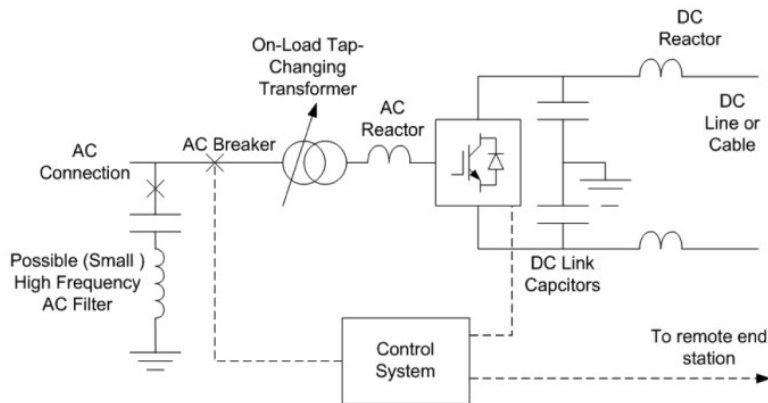 On-Load Tap-
Changing
Transformer
DC
Reactor
AC
Reactor
DC
Line or
Cable
AC Breaker
AC
Connection
Possible (Small )
High Frequency
AC Filter
DC Link
Capcitors
Control
System
To remote end
station